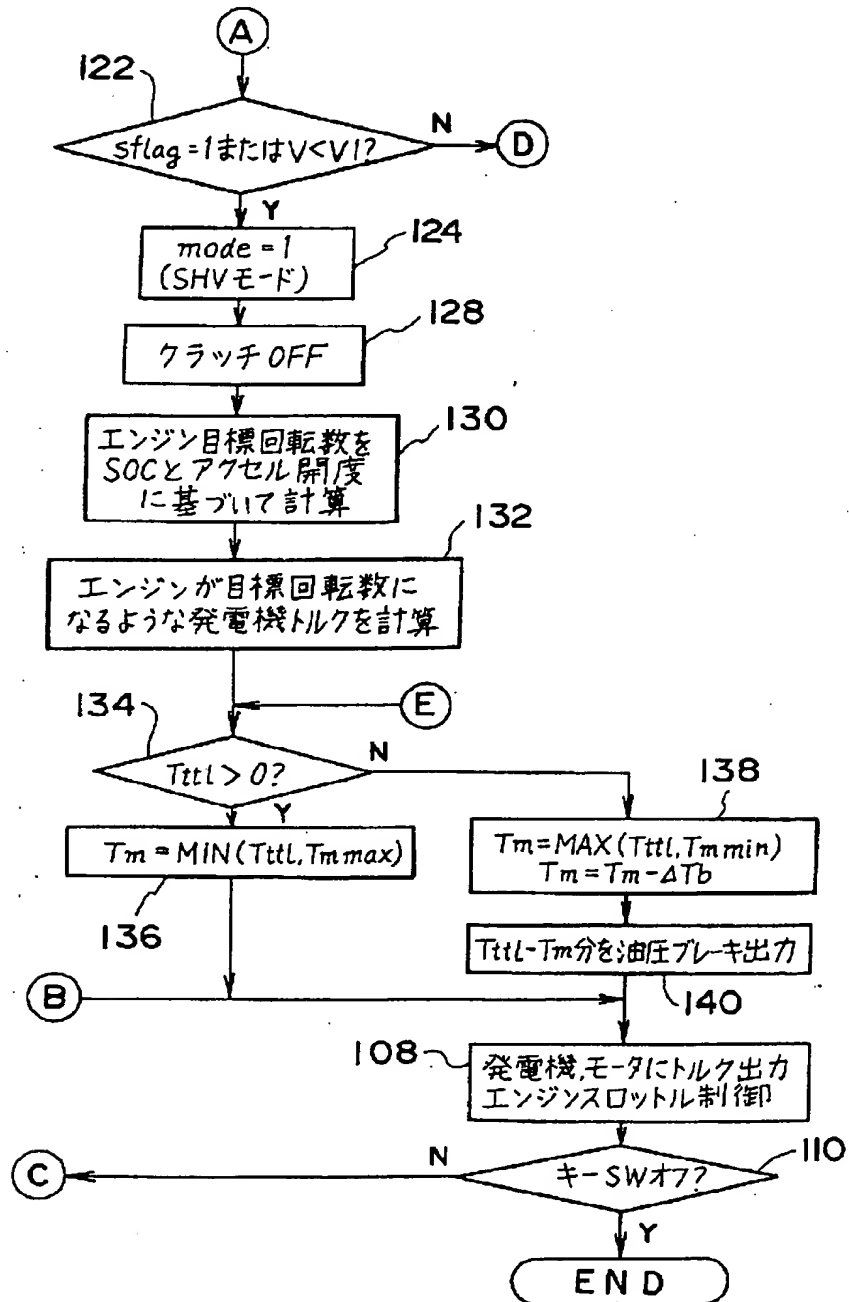 A
122
sflag=1またはV<V1?
N
D
Y
mode=1
(SHVモード)
124
クラッチOFF
128
エンジン目標回転数を
SOCとアクセル開度
に基づいて計算
130
132
エンジンが目標回転数に
なるような発電機トルクを計算
E
134
Tttl>0?
N
Y
138
Tm=MIN(Tttl,Tmmax)
136
Tm=MAX(Tttl,Tmmin)
Tm=Tm-ΔTb
Tttl-Tm分を油圧ブレーキ出力
140
B
108
発電機,モータにトルク出力
エンジンスロットル制御
C
N
キーSWオフ?
110
Y
END